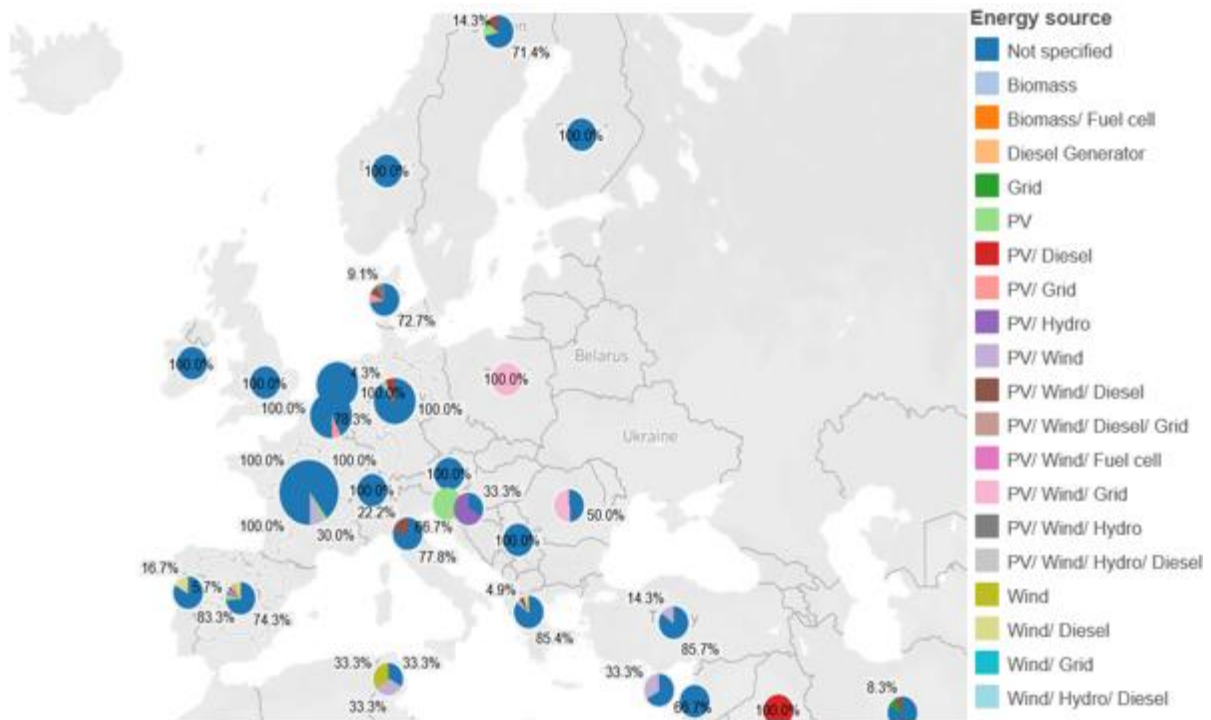 Energy source
Not specified
Biomass
Biomass/ Fuel cell
Diesel Generator
Grid
PV
PV/ Diesel
PV/ Grid
PV/ Hydro
PV/ Wind
PV/ Wind/ Diesel
PV/ Wind/ Diesel/ Grid
PV/ Wind/ Fuel cell
PV/ Wind/ Grid
PV/ Wind/ Hydro
PV/ Wind/ Hydro/ Diesel
Wind
Wind/ Diesel
Wind/ Grid
Wind/ Hydro/ Diesel
14.3%
71.4%
100.0%
100.0%
9.1%
72.7%
Belarus
100.0%
100.0%
100.0%
4.3%
100.0%
100.0%
100.0%
78.3%
Ukraine
100.0%
100.0%
100.0%
100.0%
33.3%
22.2%
50.0%
66.7%
100.0%
100.0%
30.0%
77.8%
16.7%
83.3%
74.3%
4.9%
85.4%
14.3%
85.7%
33.3%
33.3%
33.3%
33.3%
66.7%
100.0%
8.3%